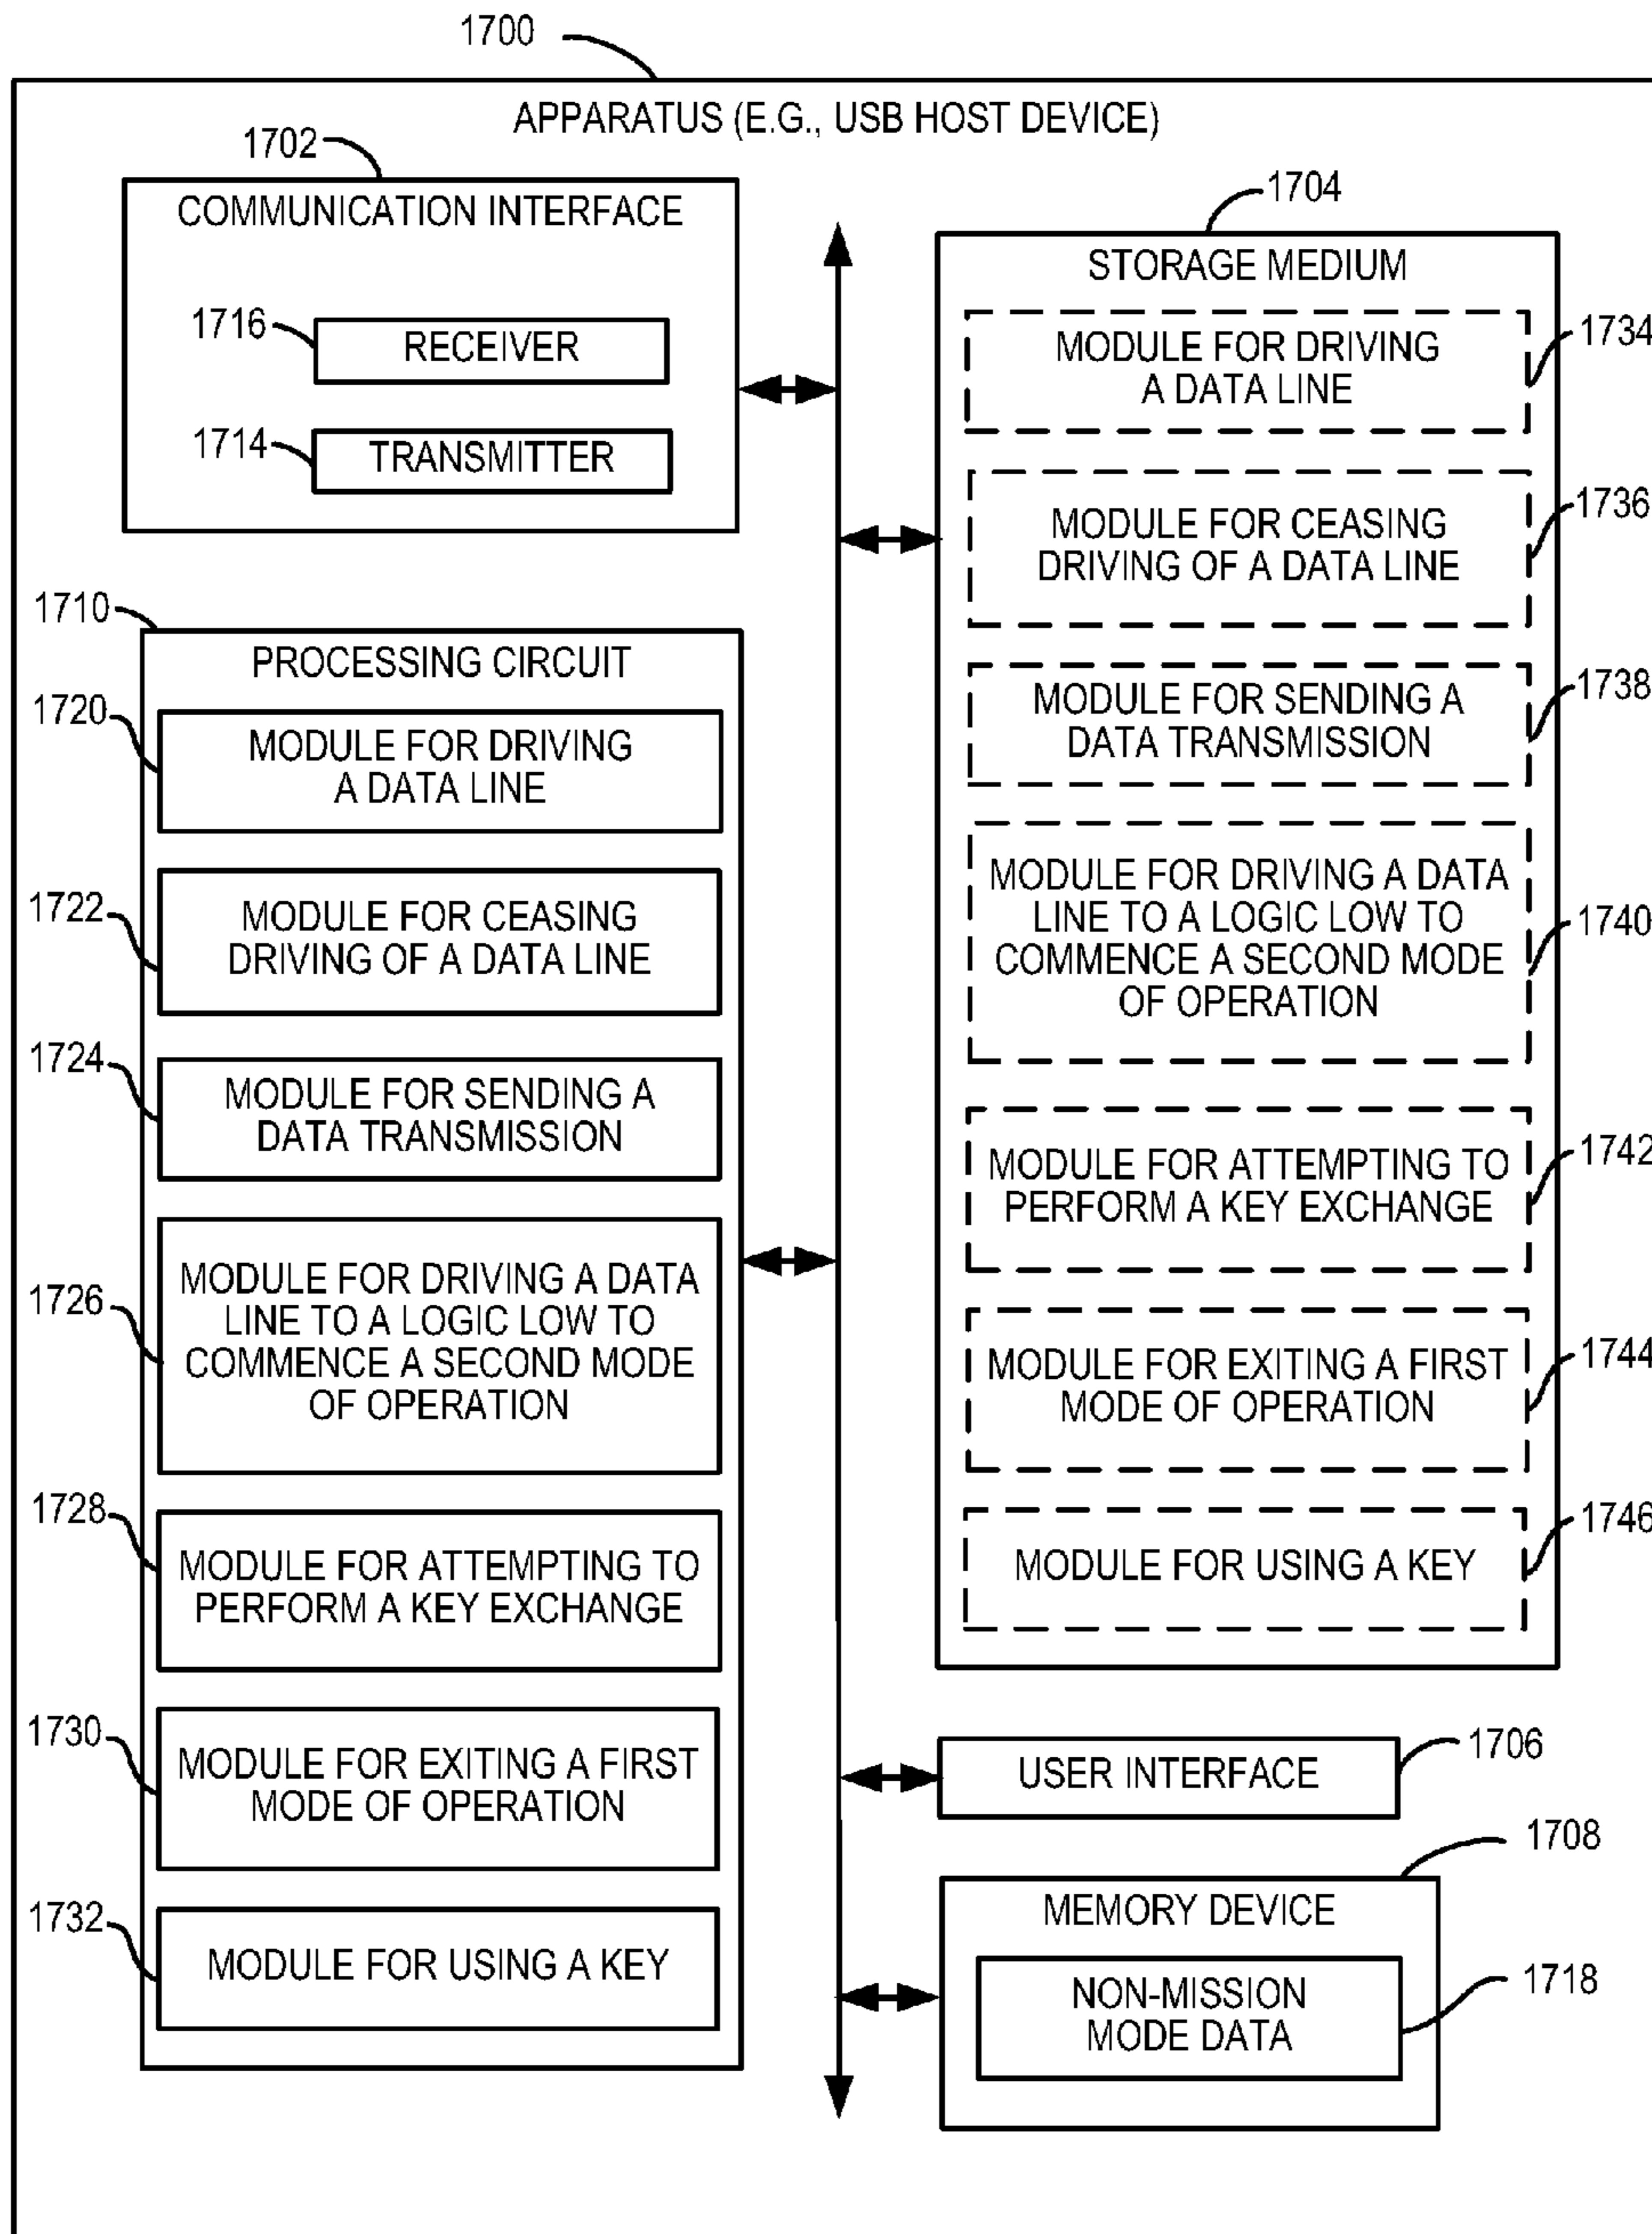 1700
APPARATUS (E.G., USB HOST DEVICE)
1702
COMMUNICATION INTERFACE
1716
RECEIVER
1714
TRANSMITTER
1710
PROCESSING CIRCUIT
1720
MODULE FOR DRIVING
A DATA LINE
1722
MODULE FOR CEASING
DRIVING OF A DATA LINE
1724
MODULE FOR SENDING A
DATA TRANSMISSION
1726
MODULE FOR DRIVING A DATA
LINE TO A LOGIC LOW TO
COMMENCE A SECOND MODE
OF OPERATION
1728
MODULE FOR ATTEMPTING TO
PERFORM A KEY EXCHANGE
1730
MODULE FOR EXITING A FIRST
MODE OF OPERATION
1732
MODULE FOR USING A KEY
1704
STORAGE MEDIUM
MODULE FOR DRIVING
A DATA LINE
1734
MODULE FOR CEASING
DRIVING OF A DATA LINE
1736
MODULE FOR SENDING A
DATA TRANSMISSION
1738
MODULE FOR DRIVING A DATA
LINE TO A LOGIC LOW TO
COMMENCE A SECOND MODE
OF OPERATION
1740
MODULE FOR ATTEMPTING TO
PERFORM A KEY EXCHANGE
1742
MODULE FOR EXITING A FIRST
MODE OF OPERATION
1744
MODULE FOR USING A KEY
1746
USER INTERFACE
1706
1708
MEMORY DEVICE
NON-MISSION
MODE DATA
1718